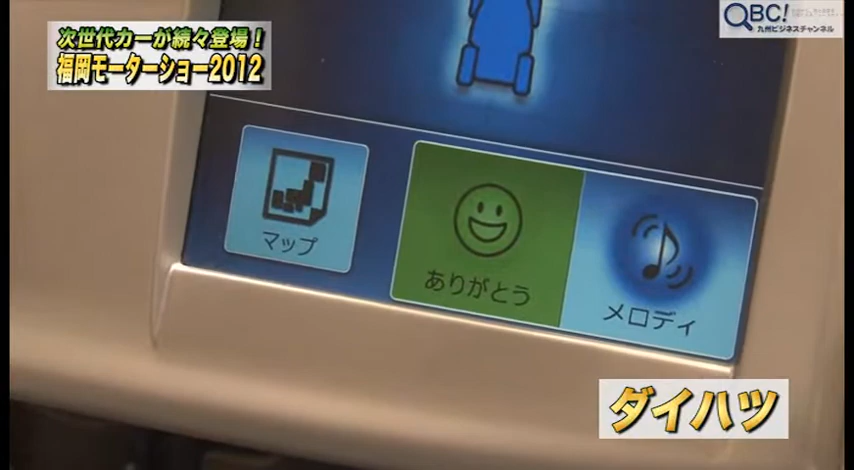 次世代カーが続々登場！
福岡モーターショー2012
QBC!
九州ビジネスチャンネル
マップ
ありがとう
メロディ
ダイハツ